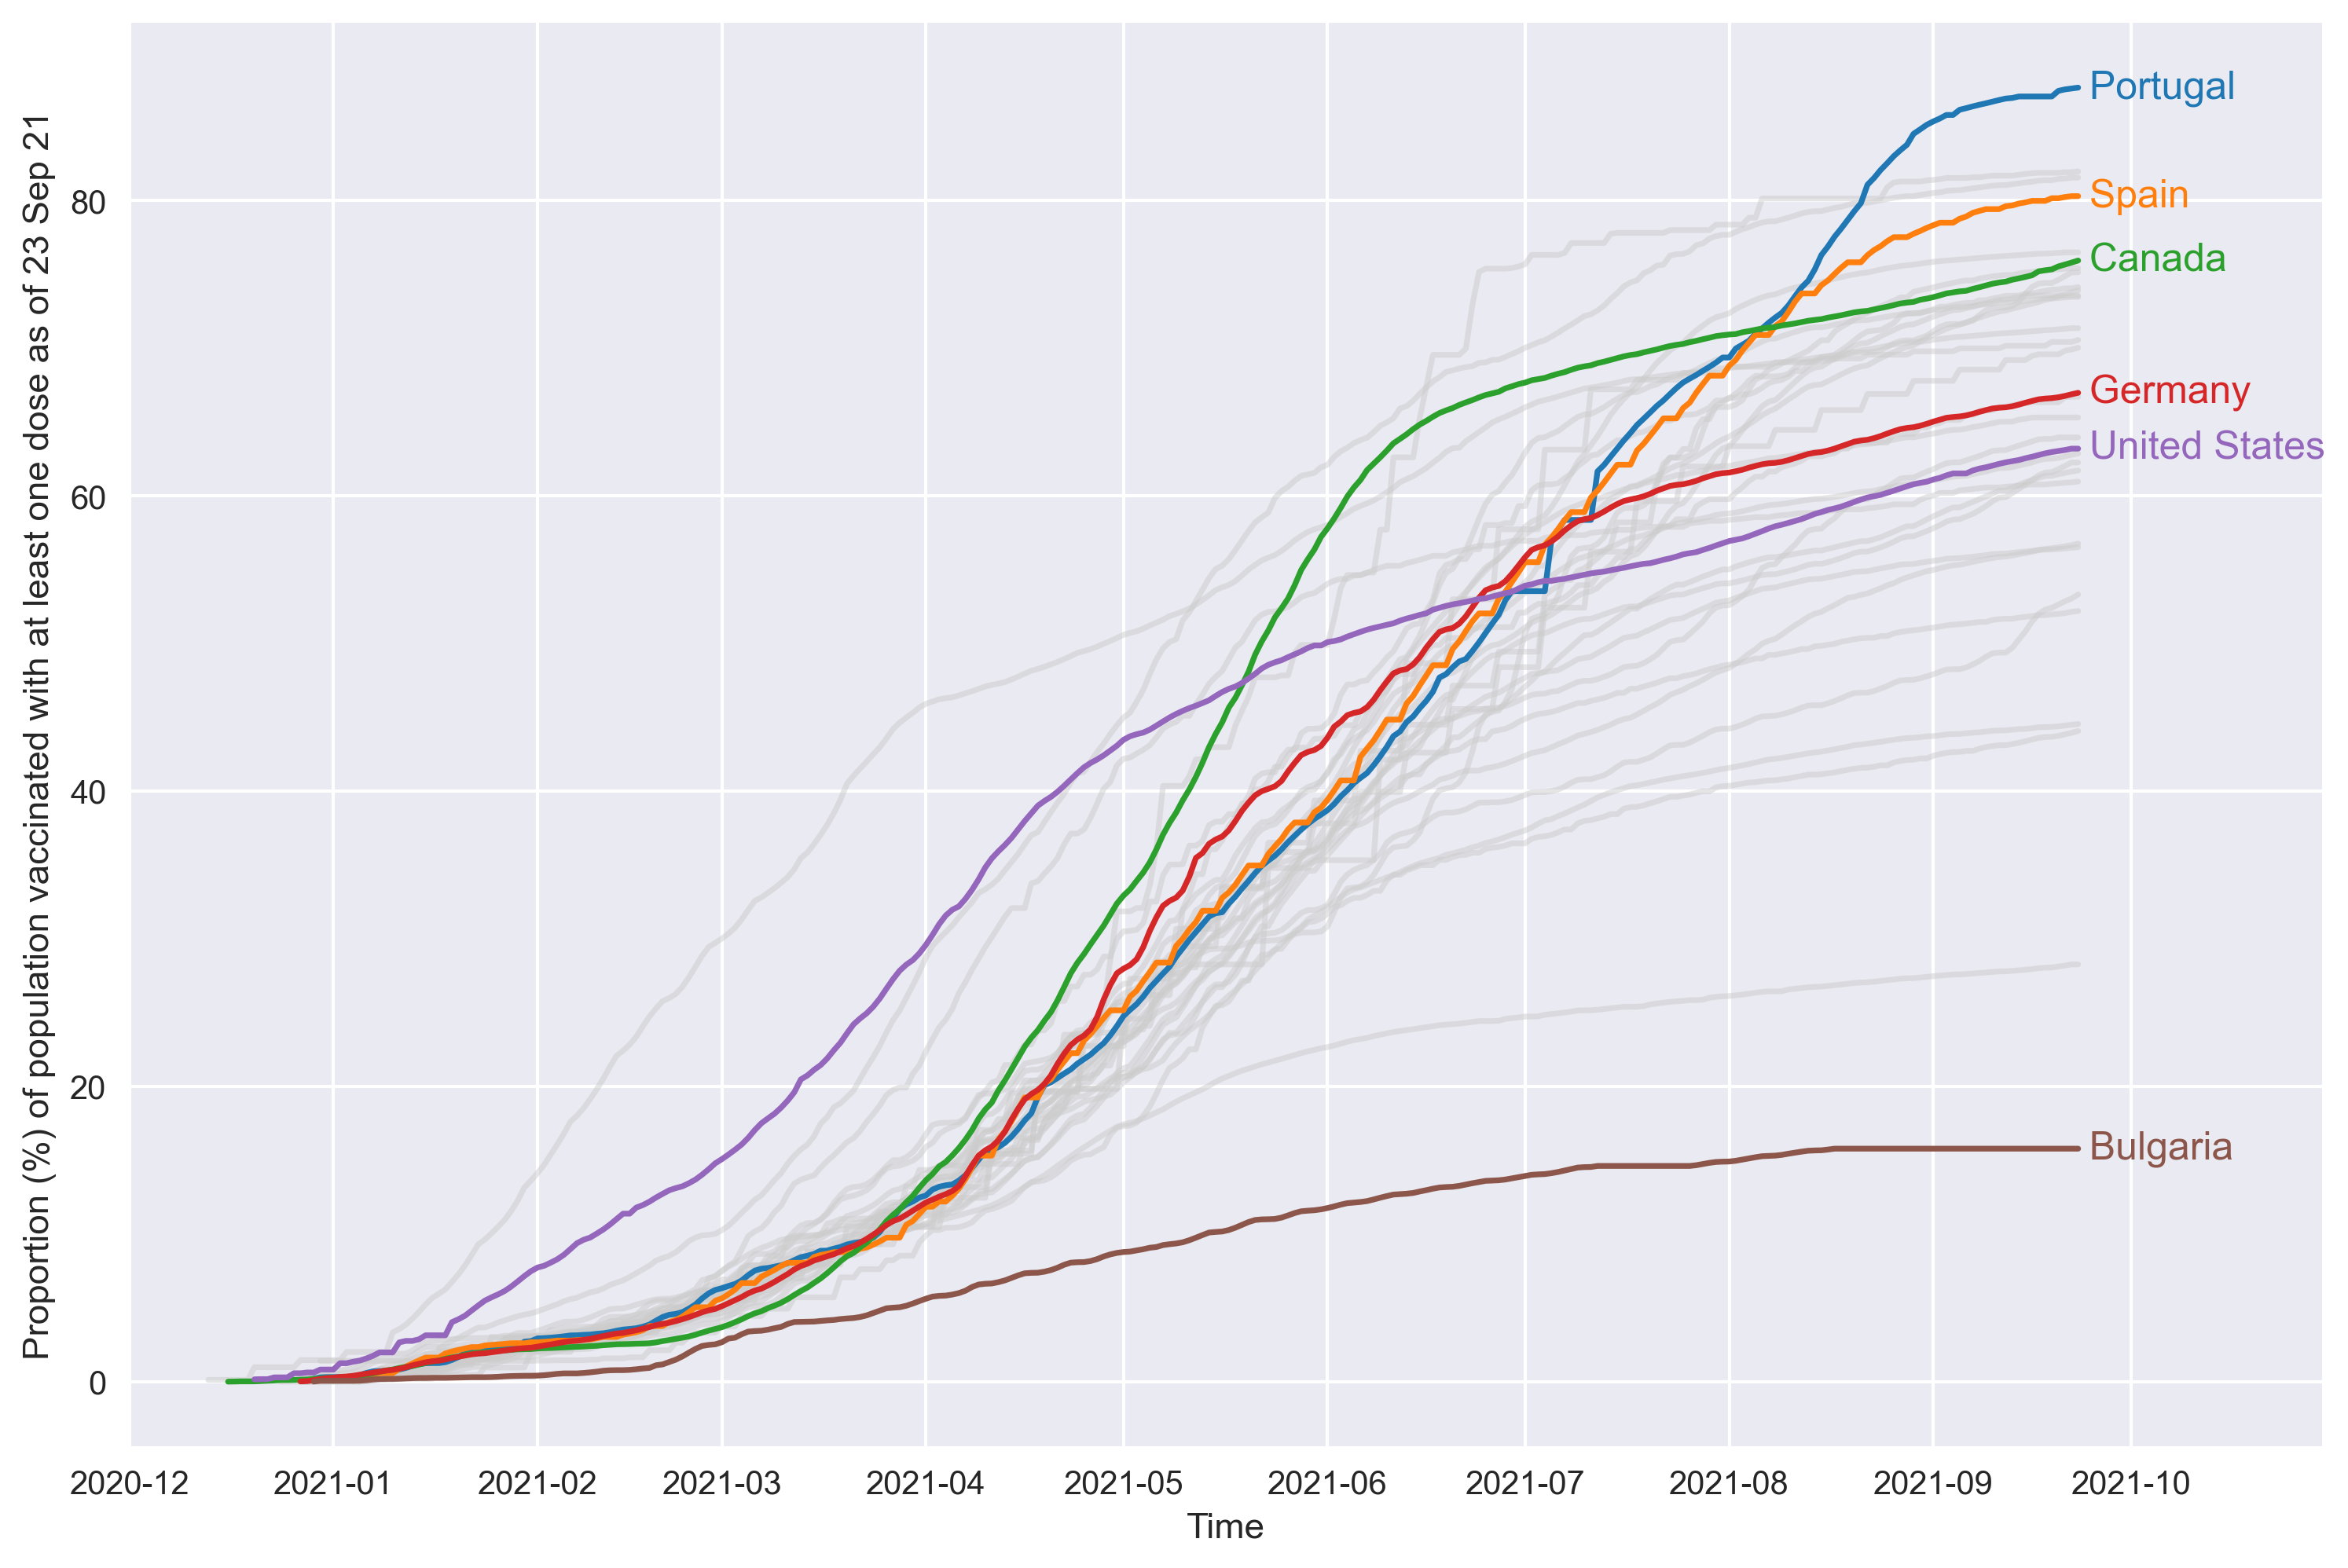 Proportion (%) of population vaccinated with at least one dose as of 23 Sep 21
80
60
40
20
0
Portugal
Spain
Canada
Germany
United States
Bulgaria
2020-12 2021-01 2021-02 2021-03 2021-04 2021-05 2021-06 2021-07 2021-08 2021-09 2021-10
Time